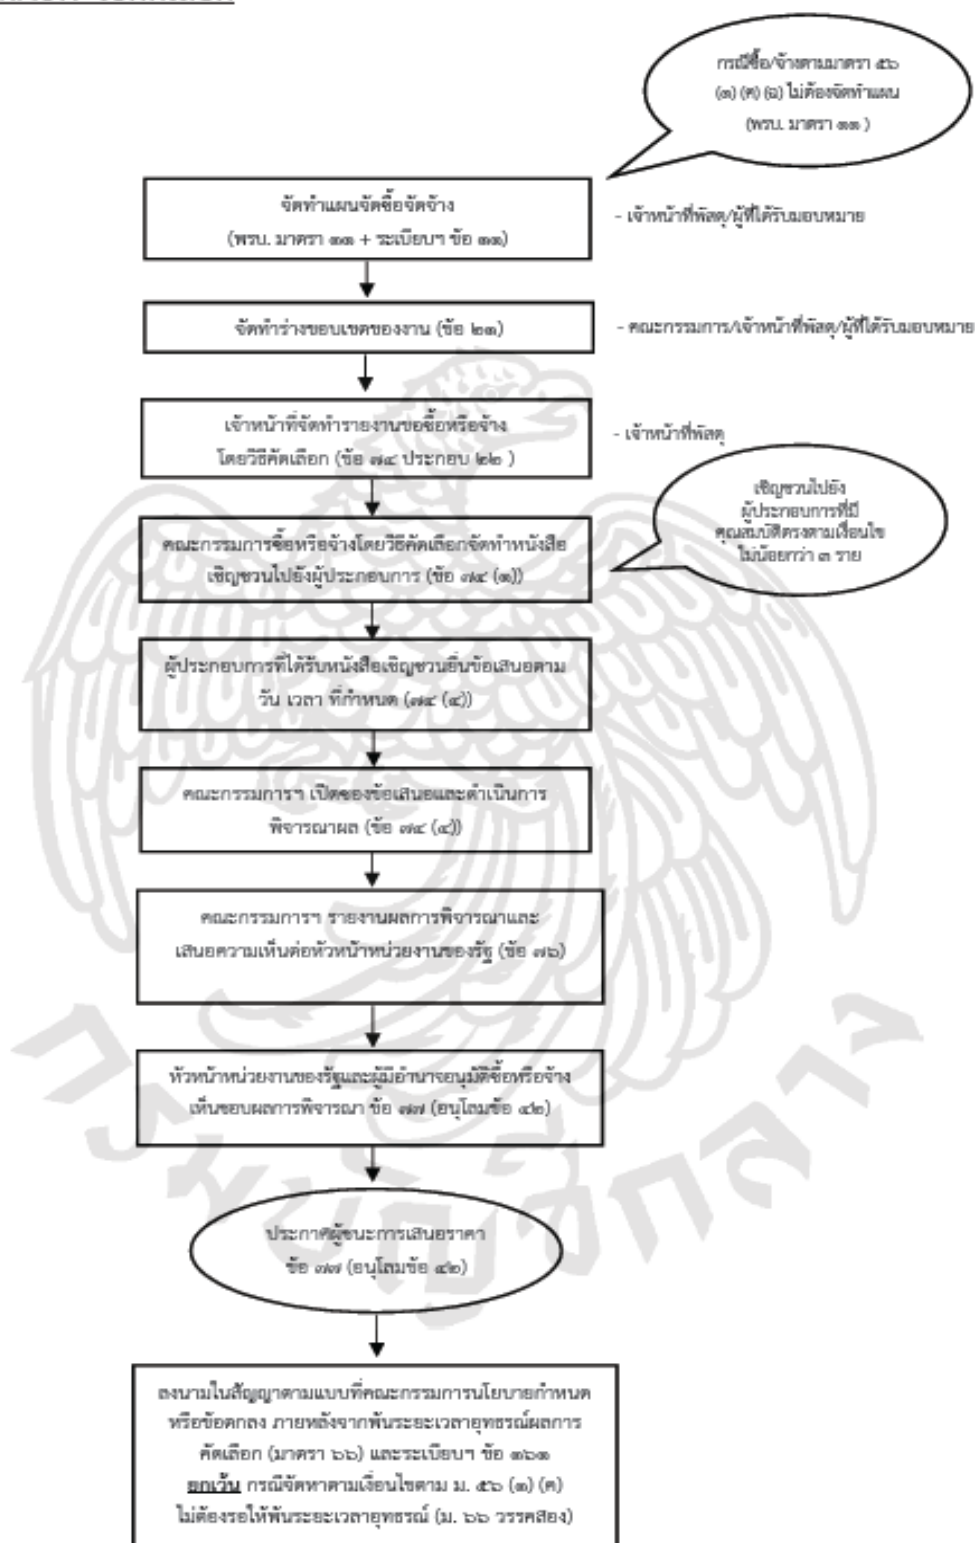 กรณีซื้อ/จ้างตามมาตรา ๕๖
(๑) (ค) (ฉ) ไม่ต้องจัดทำแผน
(พรบ. มาตรา ๑๑ )
จัดทำแผนจัดซื้อจัดจ้าง
(พรบ. มาตรา ๑๑ + ระเบียบฯ ข้อ ๑๑)
- เจ้าหน้าที่พัสดุ/ผู้ที่ได้รับมอบหมาย
จัดทำร่างขอบเขตของงาน (ข้อ ๒๑)
- คณะกรรมการ/เจ้าหน้าที่พัสดุ/ผู้ที่ได้รับมอบหมาย
เจ้าหน้าที่จัดทำรายงานขอซื้อหรือจ้าง
โดยวิธีคัดเลือก (ข้อ ๗๔ ประกอบ ๒๒ )
- เจ้าหน้าที่พัสดุ
เชิญชวนไปยัง
ผู้ประกอบการที่มี
คุณสมบัติตรงตามเงื่อนไข
ไม่น้อยกว่า ๓ ราย
คณะกรรมการซื้อหรือจ้างโดยวิธีคัดเลือกจัดทำหนังสือ
เชิญชวนไปยังผู้ประกอบการ (ข้อ ๗๔ (๑))
ผู้ประกอบการที่ได้รับหนังสือเชิญชวนยื่นข้อเสนอตาม
วัน เวลา ที่กำหนด (๗๔ (๔))
คณะกรรมการฯ เปิดซองข้อเสนอและดำเนินการ
พิจารณาผล (ข้อ ๗๔ (๔))
คณะกรรมการฯ รายงานผลการพิจารณาและ
เสนอความเห็นต่อหัวหน้าหน่วยงานของรัฐ (ข้อ ๗๖)
หัวหน้าหน่วยงานของรัฐและผู้มีอำนาจอนุมัติซื้อหรือจ้าง
เห็นชอบผลการพิจารณา ข้อ ๗๗ (อนุโลมข้อ ๔๒)
ประกาศผู้ชนะการเสนอราคา
ข้อ ๗๗ (อนุโลมข้อ ๔๒)
ลงนามในสัญญาตามแบบที่คณะกรรมการนโยบายกำหนด
หรือข้อตกลง ภายหลังจากพ้นระยะเวลาอุทธรณ์ผลการ
คัดเลือก (มาตรา ๖๖) และระเบียบฯ ข้อ ๑๖๑
ยกเว้น กรณีจัดหาตามเงื่อนไขตาม ม. ๕๖ (๑) (ค)
ไม่ต้องรอให้พ้นระยะเวลาอุทธรณ์ (ม. ๖๖ วรรคสอง)
กรมบัญชีกลาง